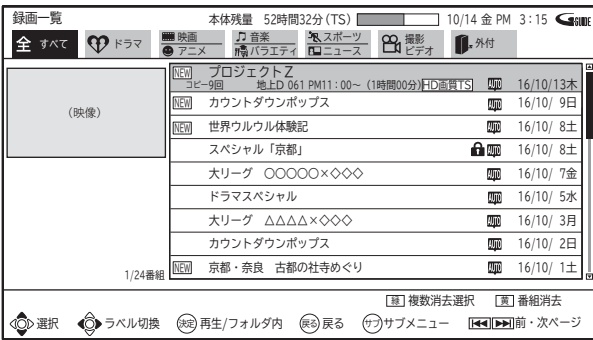 録画一覧 本体残量 52時間32分(TS) 10/14 金 PM 3:15 GGUIDE
全 すべて ドラマ 映画 アニメ 音楽 バラエティ スポーツ ニュース 撮影 ビデオ 外付
(映像)
NEW プロジェクトZ
コピー9回 地上D 061 PM11:00~ (1時間00分) HD画質TS AUTO 16/10/13木
NEW カウントダウンポップス AUTO 16/10/ 9日
NEW 世界ウルウル体験記 AUTO 16/10/ 8土
スペシャル「京都」 AUTO 16/10/ 8土
大リーグ ○○○○○×◇◇◇ AUTO 16/10/ 7金
ドラマスペシャル AUTO 16/10/ 5水
大リーグ △△△△×◇◇◇ AUTO 16/10/ 3月
カウントダウンポップス AUTO 16/10/ 2日
NEW 京都・奈良 古都の社寺めぐり AUTO 16/10/ 1土
1/24番組
緑 複数消去選択 黄 番組消去
選択 ラベル切換 決定 再生/フォルダ内 戻る 戻る サブ サブメニュー 前・次ページ